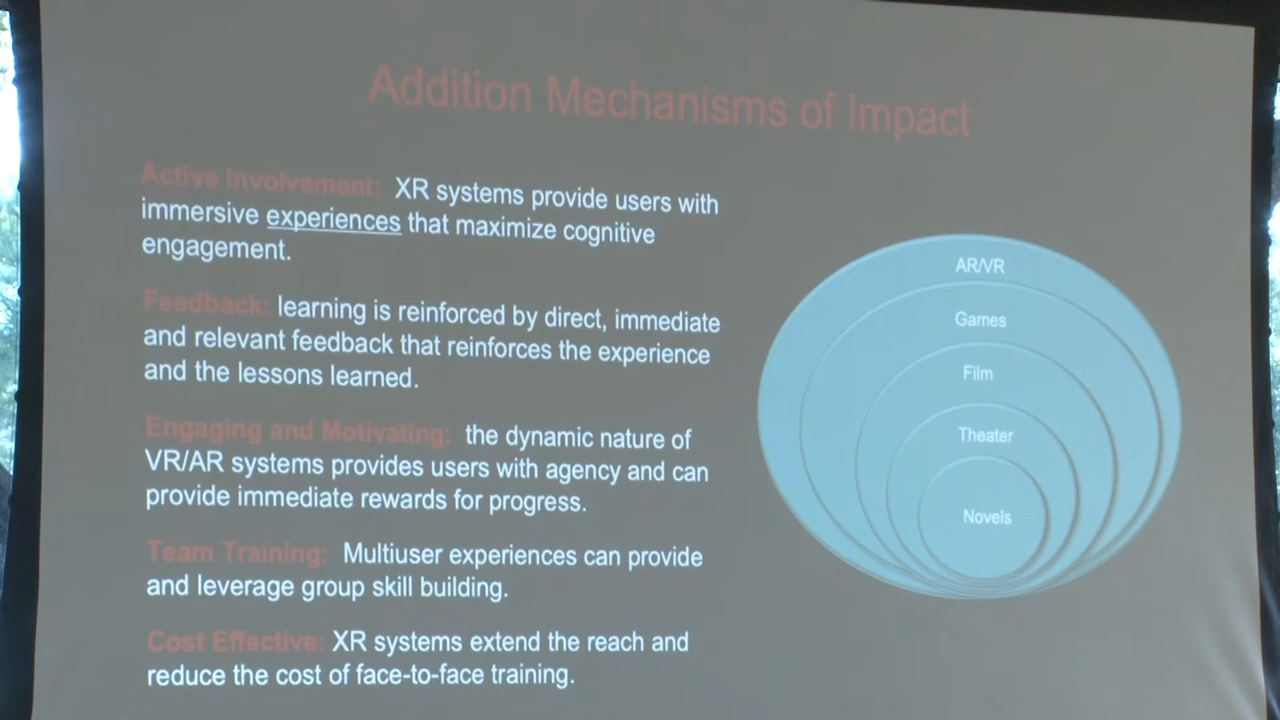 Addition Mechanisms of Impact
Active Involvement: XR systems provide users with
immersive experiences that maximize cognitive
engagement.
Feedback: learning is reinforced by direct, immediate
and relevant feedback that reinforces the experience
and the lessons learned.
Engaging and Motivating: the dynamic nature of
VR/AR systems provides users with agency and can
provide immediate rewards for progress.
Team Training: Multiuser experiences can provide
and leverage group skill building.
Cost Effective: XR systems extend the reach and
reduce the cost of face-to-face training.
AR/VR
Games
Film
Theater
Novels